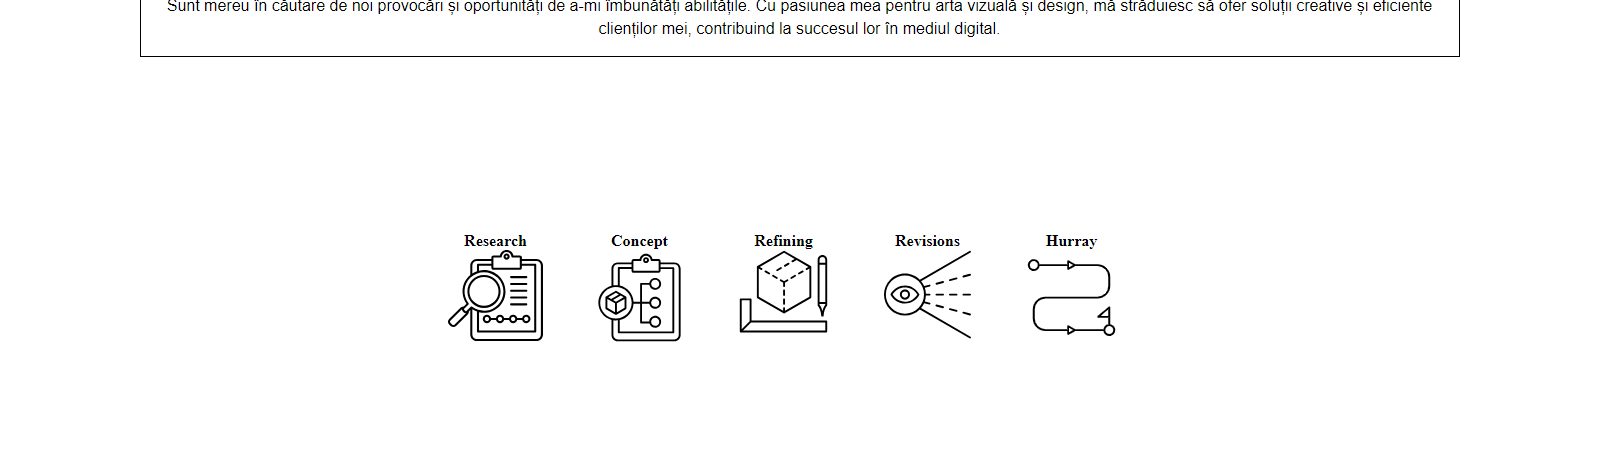 Sunt mereu în căutare de noi provocări și oportunități de a-mi îmbunătăți abilitățile. Cu pasiunea mea pentru arta vizuală și design, mă străduiesc să ofer soluții creative și eficiente
clienților mei, contribuind la succesul lor în mediul digital.
Research Concept Refining Revisions Hurray